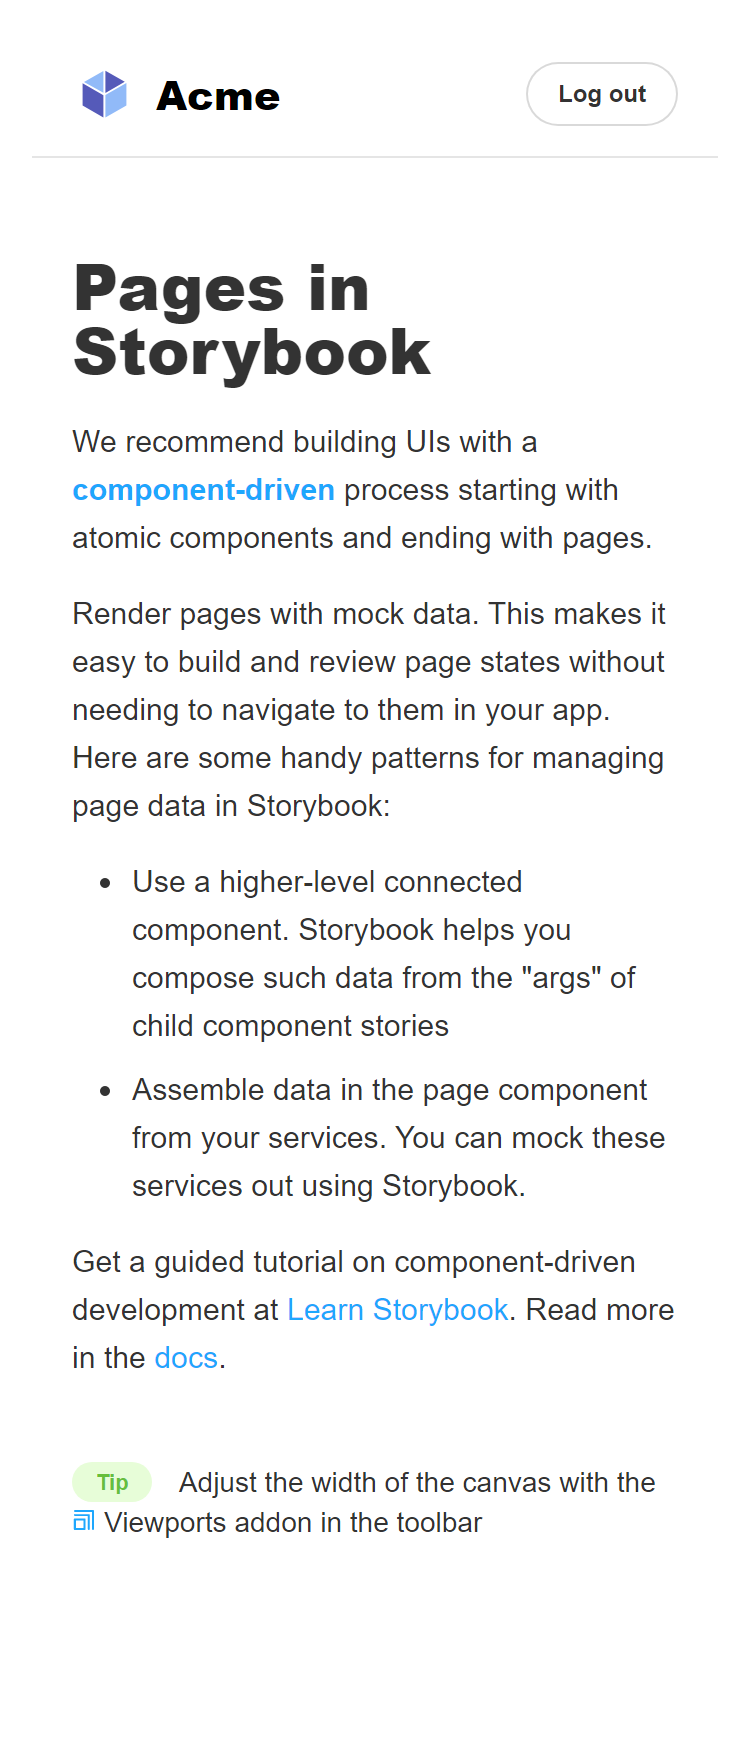 Acme
Log out
Pages in
Storybook
We recommend building UIs with a
component-driven process starting with
atomic components and ending with pages.
Render pages with mock data. This makes it
easy to build and review page states without
needing to navigate to them in your app.
Here are some handy patterns for managing
page data in Storybook:
• Use a higher-level connected
component. Storybook helps you
compose such data from the "args" of
child component stories
• Assemble data in the page component
from your services. You can mock these
services out using Storybook.
Get a guided tutorial on component-driven
development at Learn Storybook. Read more
in the docs.
Tip Adjust the width of the canvas with the
Viewports addon in the toolbar